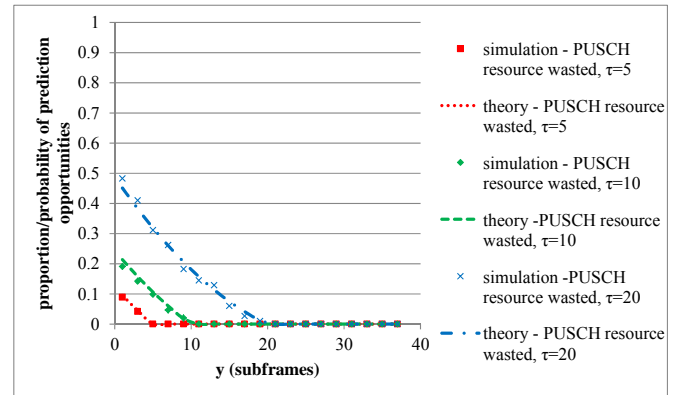 proportion/probability of prediction
opportunities
1
0.9
0.8
0.7
0.6
0.5
0.4
0.3
0.2
0.1
0
0 10 20 30 40
y (subframes)
simulation - PUSCH
resource wasted, τ=5
theory - PUSCH resource
wasted, τ=5
simulation - PUSCH
resource wasted, τ=10
theory -PUSCH resource
wasted, τ=10
simulation -PUSCH
resource wasted, τ=20
theory - PUSCH resource
wasted, τ=20